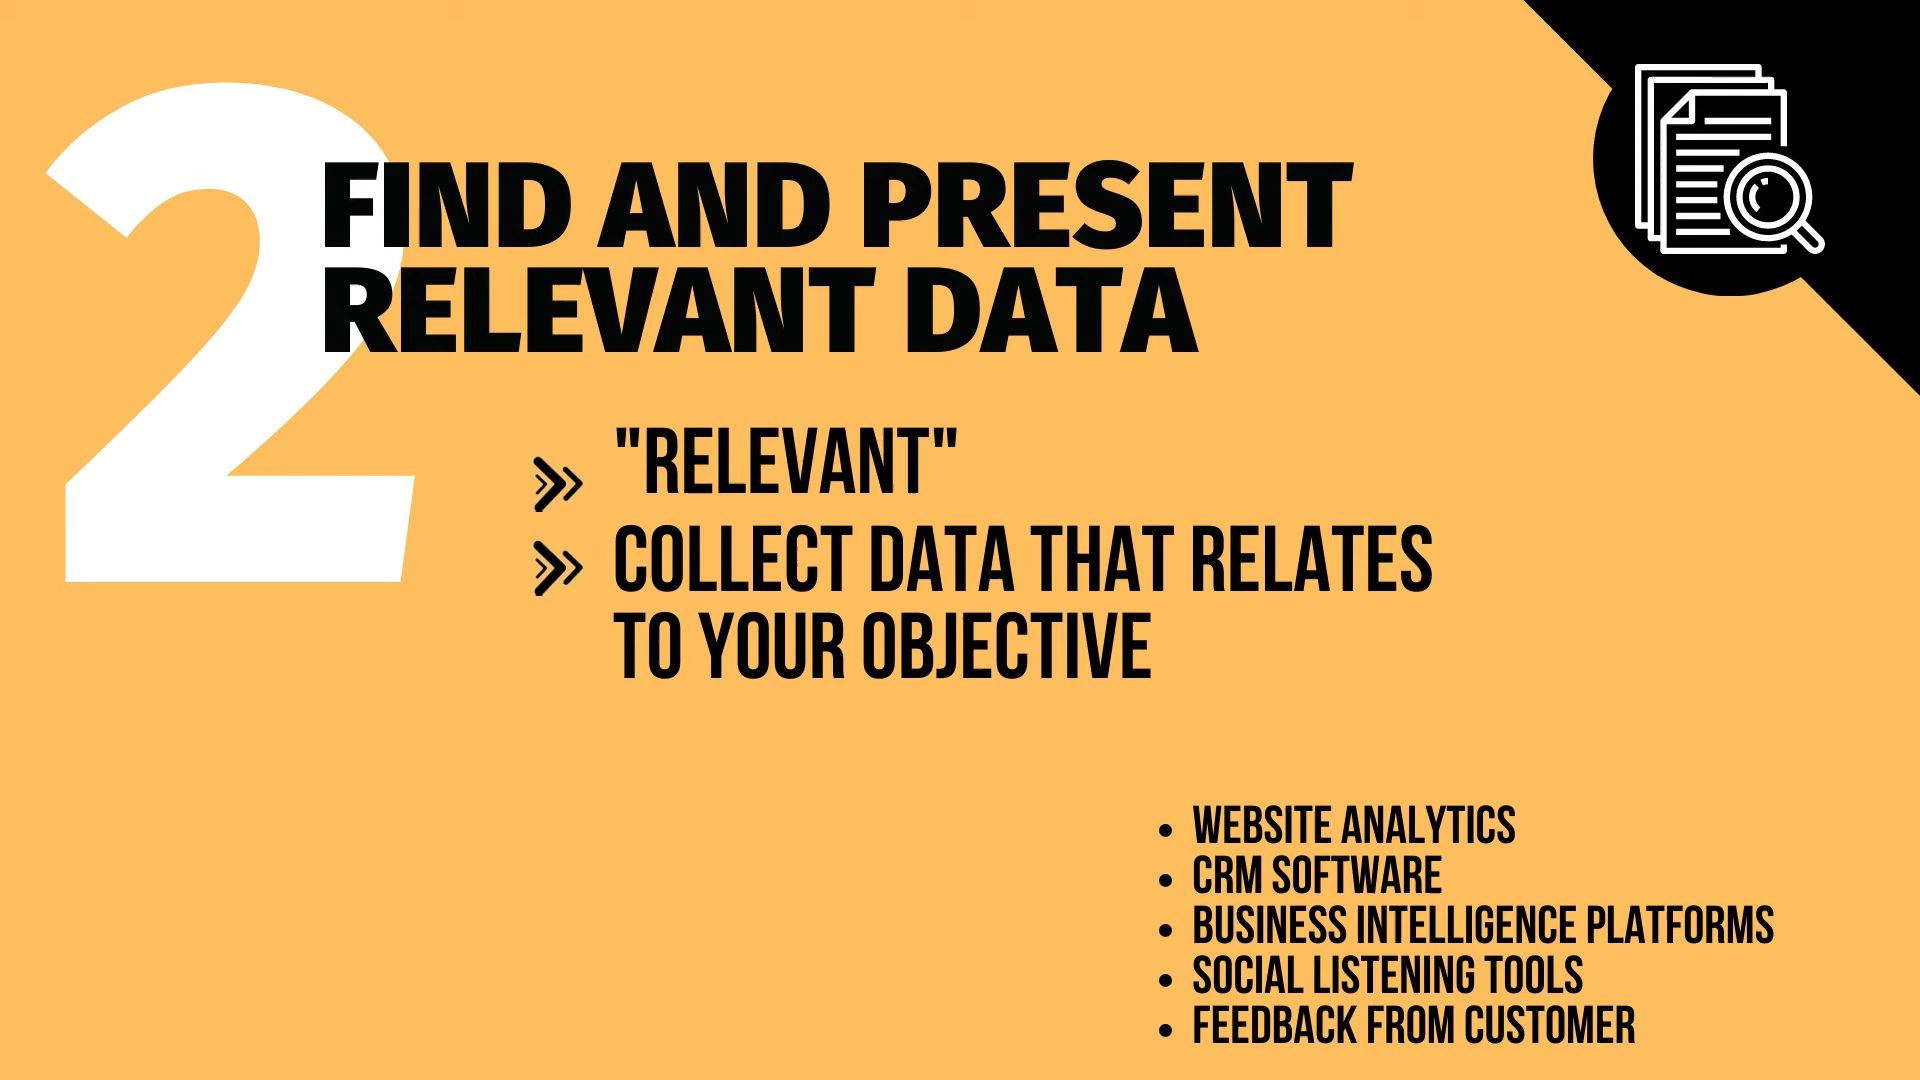 2
FIND AND PRESENT
RELEVANT DATA
"RELEVANT"
COLLECT DATA THAT RELATES
TO YOUR OBJECTIVE
• WEBSITE ANALYTICS
• CRM SOFTWARE
• BUSINESS INTELLIGENCE PLATFORMS
• SOCIAL LISTENING TOOLS
• FEEDBACK FROM CUSTOMER